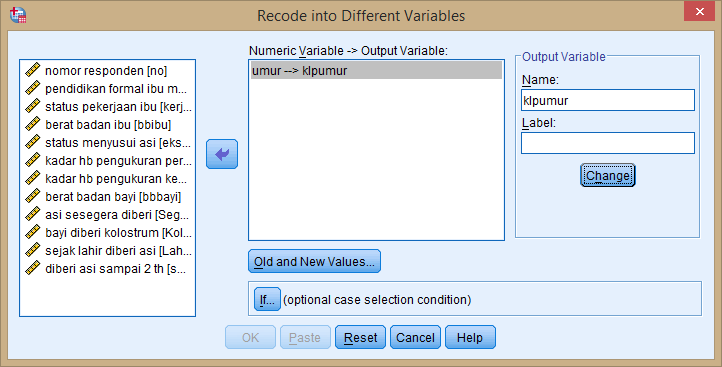 Recode into Different Variables
nomor responden [no]
pendidikan formal ibu m...
status pekerjaan ibu [kerj...
berat badan ibu [bbibu]
status menyusui asi [eks...
kadar hb pengukuran per...
kadar hb pengukuran ke...
berat badan bayi [bbbayi]
asi sesegera diberi [Seg...
bayi diberi kolostrum [Kol...
sejak lahir diberi asi [Lah...
diberi asi sampai 2 th [s...
Numeric Variable -> Output Variable:
umur --> klpumur
Output Variable
Name:
klpumur
Label:
Change
Old and New Values...
If... (optional case selection condition)
OK Paste Reset Cancel Help